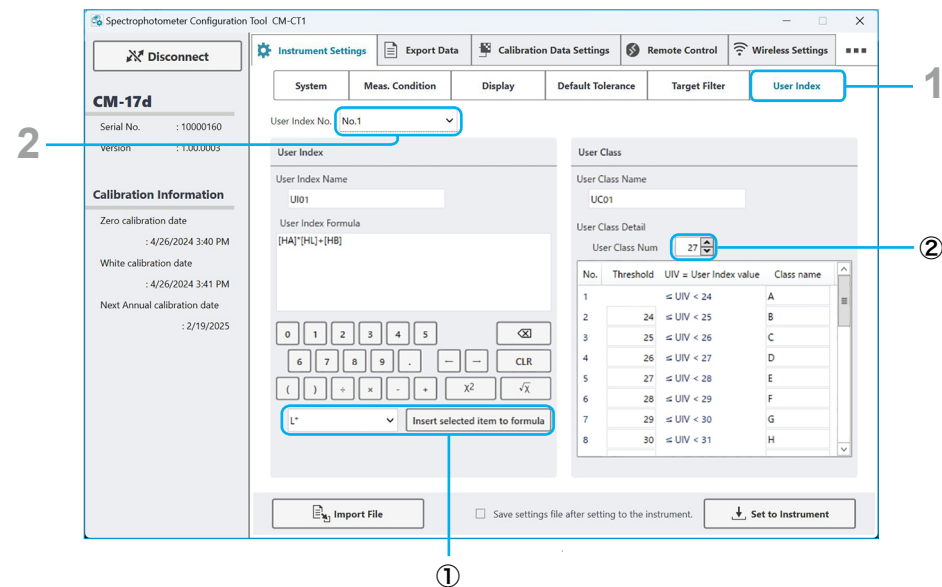 Spectrophotometer Configuration Tool CM-CT1
Disconnect
Instrument Settings Export Data Calibration Data Settings Remote Control Wireless Settings
System Meas. Condition Display Default Tolerance Target Filter User Index
1
CM-17d
Serial No. : 10000160
Version : 1.00.0003
2
User Index No. No.1
Calibration Information
Zero calibration date
: 4/26/2024 3:40 PM
White calibration date
: 4/26/2024 3:41 PM
Next Annual calibration date
: 2/19/2025
User Index
User Index Name
UI01
User Index Formula
[HA]*[HL]+[HB]
0 1 2 3 4 5 ⌫
6 7 8 9 . ← → CLR
( ) ÷ × - + X2 √X
L* Insert selected item to formula
①
User Class
User Class Name
UC01
User Class Detail
User Class Num 27
②
No. Threshold UIV = User Index value Class name
1 ≤ UIV < 24 A
2 24 ≤ UIV < 25 B
3 25 ≤ UIV < 26 C
4 26 ≤ UIV < 27 D
5 27 ≤ UIV < 28 E
6 28 ≤ UIV < 29 F
7 29 ≤ UIV < 30 G
8 30 ≤ UIV < 31 H
Import File Save settings file after setting to the instrument. Set to Instrument